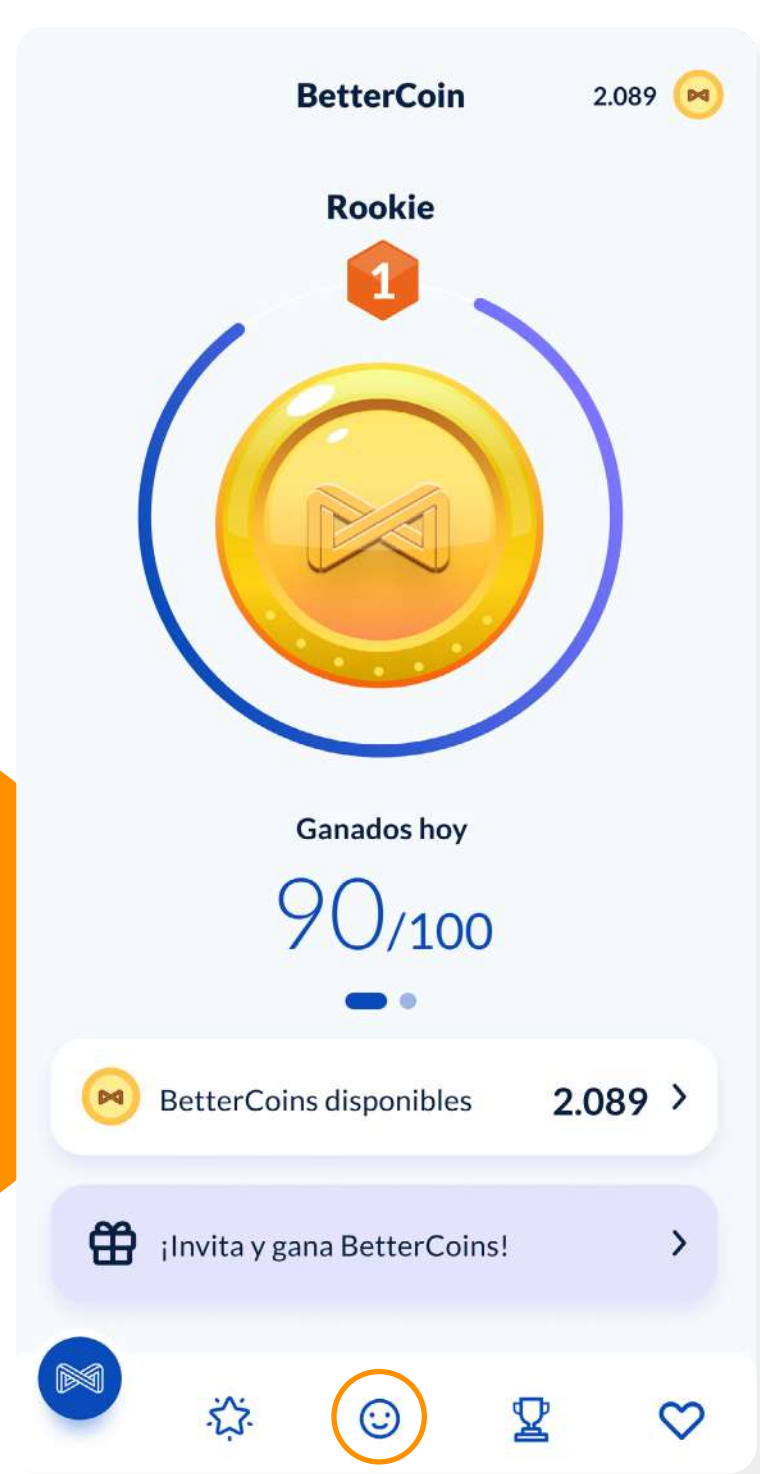 BetterCoin 2.089
Rookie
1
Ganados hoy
90/100
BetterCoins disponibles 2.089
¡Invita y gana BetterCoins!